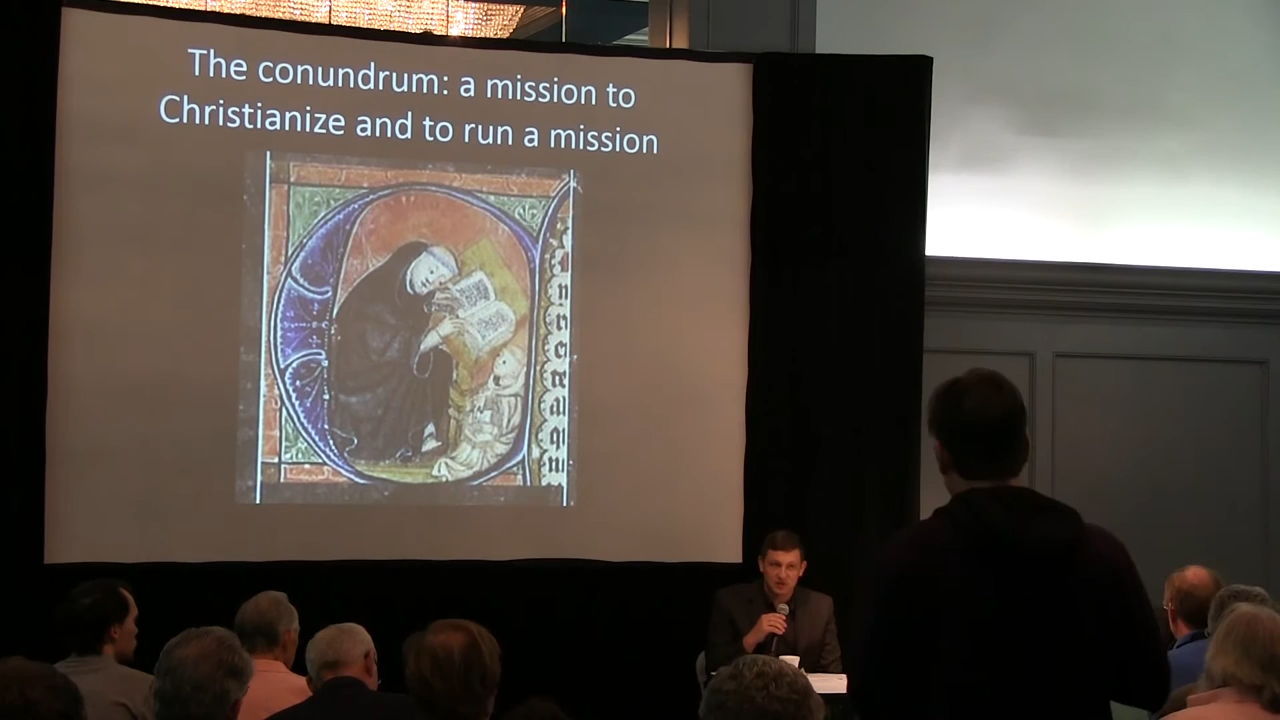 The conundrum: a mission to
Christianize and to run a mission